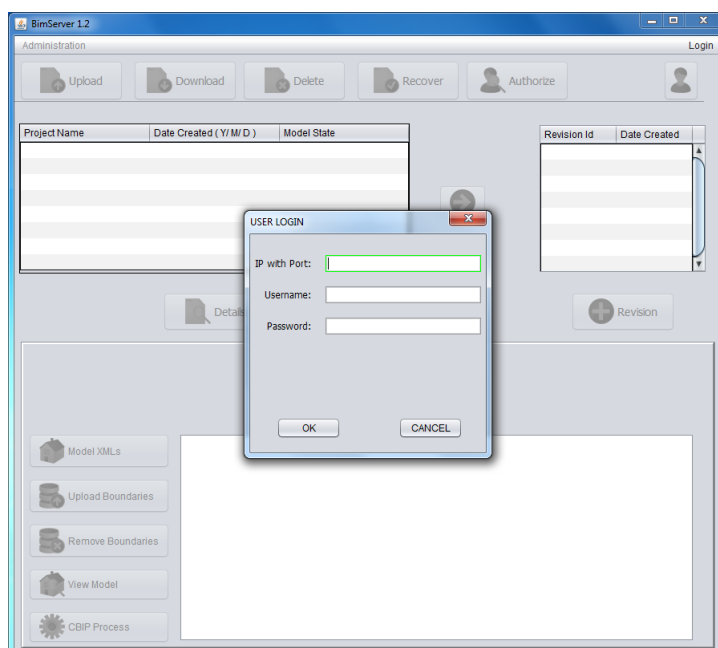 BimServer 1.2
Administration
Login
Upload
Download
Delete
Recover
Authorize
Project Name
Date Created ( Y/ M/ D )
Model State
Revision Id
Date Created
USER LOGIN
IP with Port:
Username:
Password:
OK
CANCEL
Details
Revision
Model XMLs
Upload Boundaries
Remove Boundaries
View Model
CBIP Process